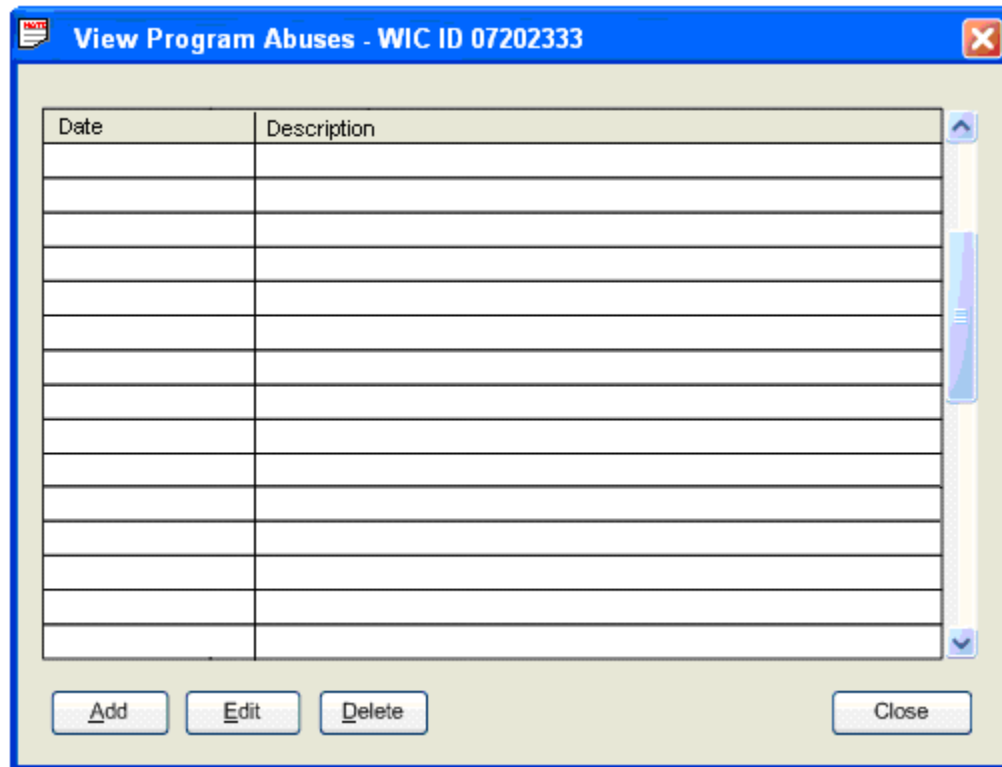 View Program Abuses - WIC ID 07202333
Date Description
Add Edit Delete Close